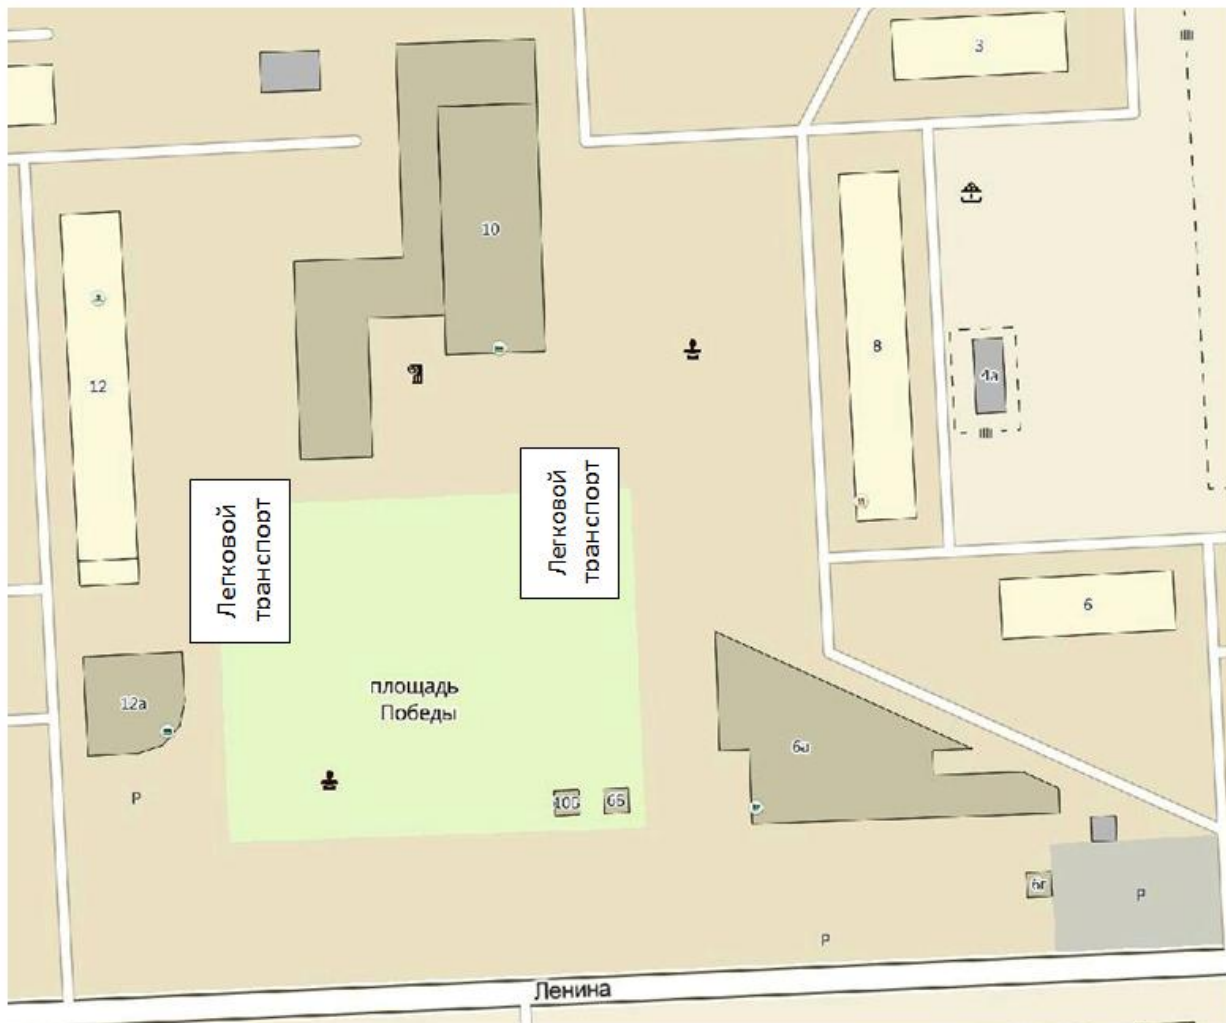 3
10
12
8
4а
Легковой
транспорт
Легковой
транспорт
6
12а
площадь
Победы
6а
10Б
6Б
Р
6г
Р
Р
Ленина